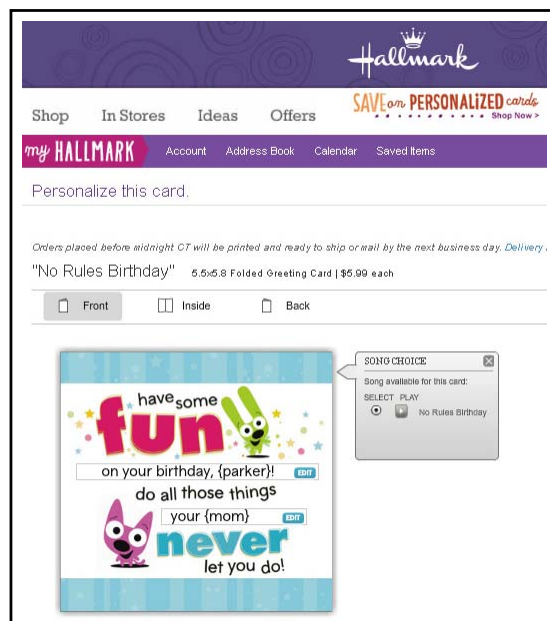 Hallmark
SAVE on PERSONALIZED cards
Shop Now >
Shop In Stores Ideas Offers
my HALLMARK Account Address Book Calendar Saved Items
Personalize this card.
Orders placed before midnight CT will be printed and ready to ship or mail by the next business day. Delivery
"No Rules Birthday" 5.5x5.8 Folded Greeting Card | $5.99 each
Front Inside Back
have some
fun
on your birthday, {parker}! EDIT
do all those things
your {mom} EDIT
never
let you do!
SONG CHOICE
Song available for this card:
SELECT PLAY
No Rules Birthday